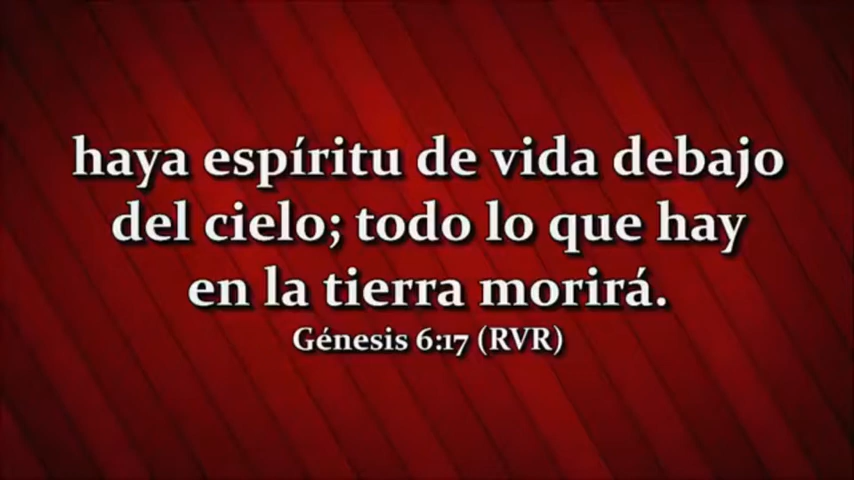 haya espíritu de vida debajo
del cielo; todo lo que hay
en la tierra morirá.
Génesis 6:17 (RVR)